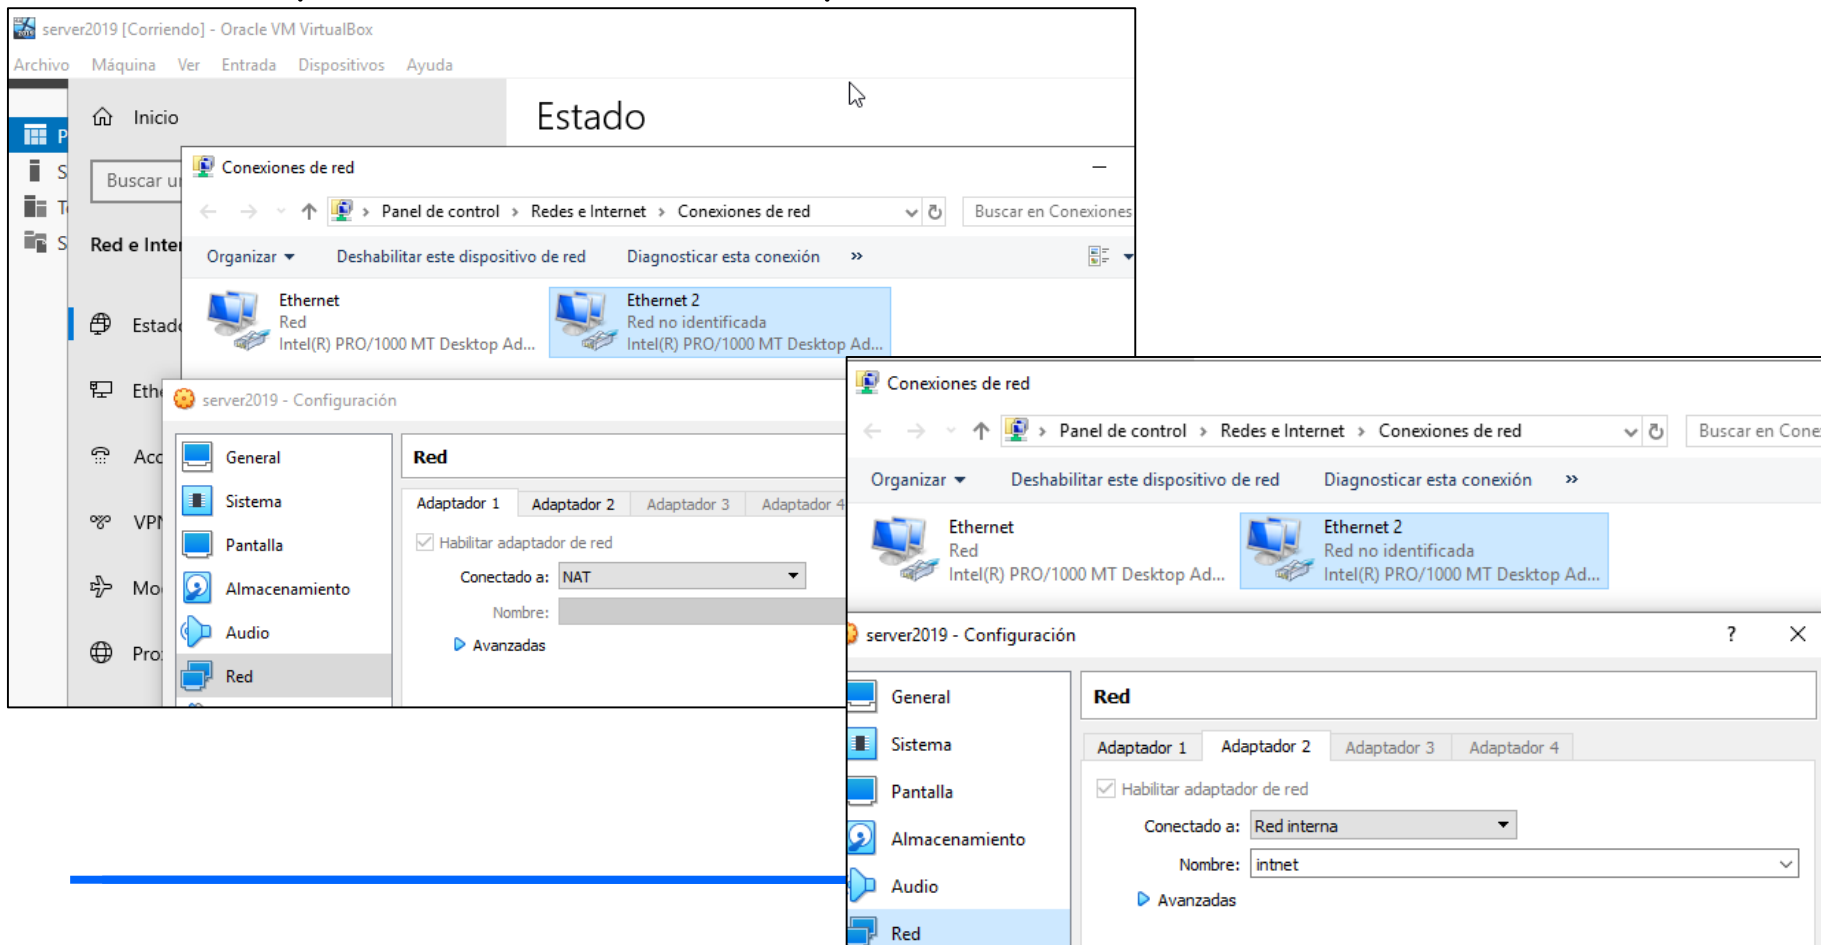 server2019 [Corriendo] - Oracle VM VirtualBox
Archivo Máquina Ver Entrada Dispositivos Ayuda
Inicio
Estado
P
S
S
Buscar
Conexiones de red
Panel de control > Redes e Internet > Conexiones de red
Buscar en Conexiones
Red e Inter
Organizar Deshabilitar este dispositivo de red Diagnosticar esta conexión »
Ethernet
Red
Intel(R) PRO/1000 MT Desktop Ad...
Ethernet 2
Red no identificada
Intel(R) PRO/1000 MT Desktop Ad...
Estado
Ethe
Acc
VPN
Mo
Pro
server2019 - Configuración
General
Sistema
Pantalla
Almacenamiento
Audio
Red
Red
Adaptador 1 Adaptador 2 Adaptador 3 Adaptador 4
Habilitar adaptador de red
Conectado a: NAT
Nombre:
Avanzadas
Conexiones de red
Panel de control > Redes e Internet > Conexiones de red
Buscar en Cone
Organizar Deshabilitar este dispositivo de red Diagnosticar esta conexión »
Ethernet
Red
Intel(R) PRO/1000 MT Desktop Ad...
Ethernet 2
Red no identificada
Intel(R) PRO/1000 MT Desktop Ad...
server2019 - Configuración ? X
General
Sistema
Pantalla
Almacenamiento
Audio
Red
Red
Adaptador 1 Adaptador 2 Adaptador 3 Adaptador 4
Habilitar adaptador de red
Conectado a: Red interna
Nombre: intnet
Avanzadas